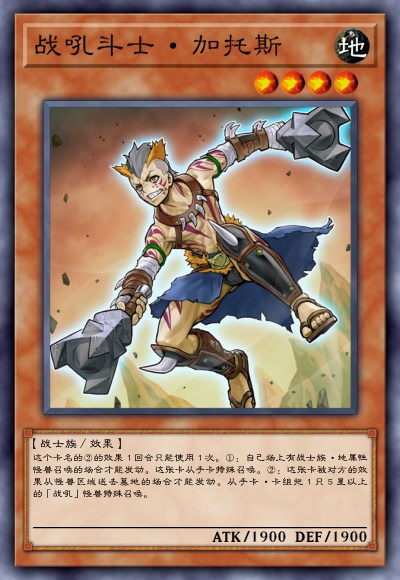 战吼斗士·加托斯
地
【战士族／效果】
这个卡名的②的效果1回合只能使用1次。①：自己场上有战士族·地属性
怪兽召唤的场合才能发动。这张卡从手卡特殊召唤。②：这张卡被对方的效
果从怪兽区域送去墓地的场合才能发动。从手卡·卡组把1只5星以上
的「战吼」怪兽特殊召唤。
ATK/1900 DEF/1900